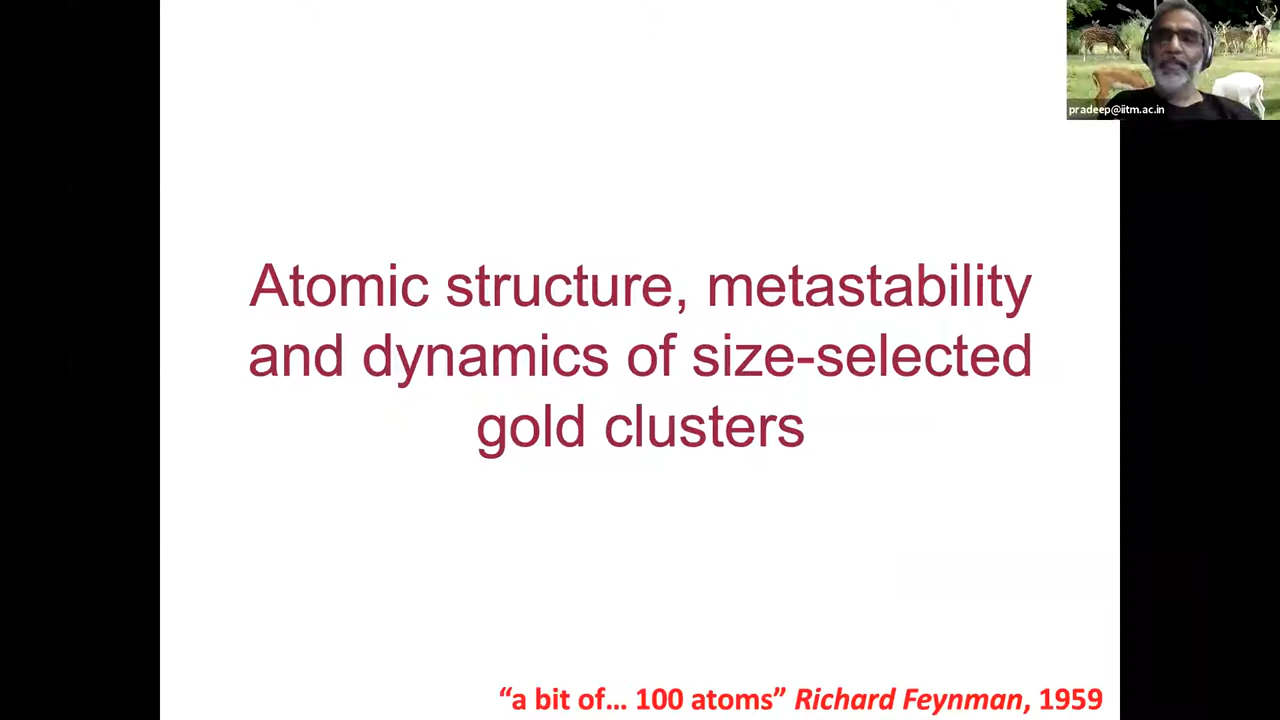 pradeep@iitm.ac.in
Atomic structure, metastability
and dynamics of size-selected
gold clusters
“a bit of... 100 atoms” Richard Feynman, 1959